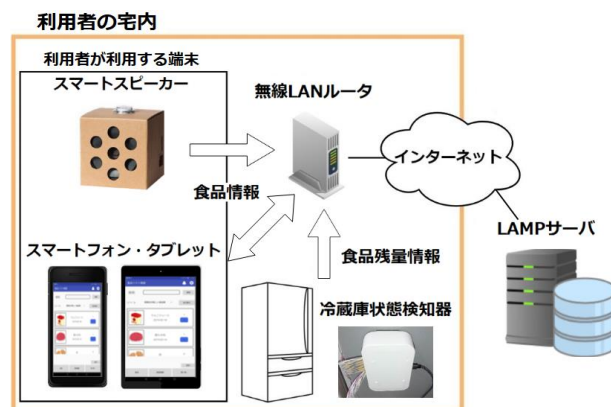 利用者の宅内
利用者が利用する端末
スマートスピーカー
無線LANルータ
インターネット
食品情報
LAMPサーバ
スマートフォン・タブレット
食品残量情報
冷蔵庫状態検知器